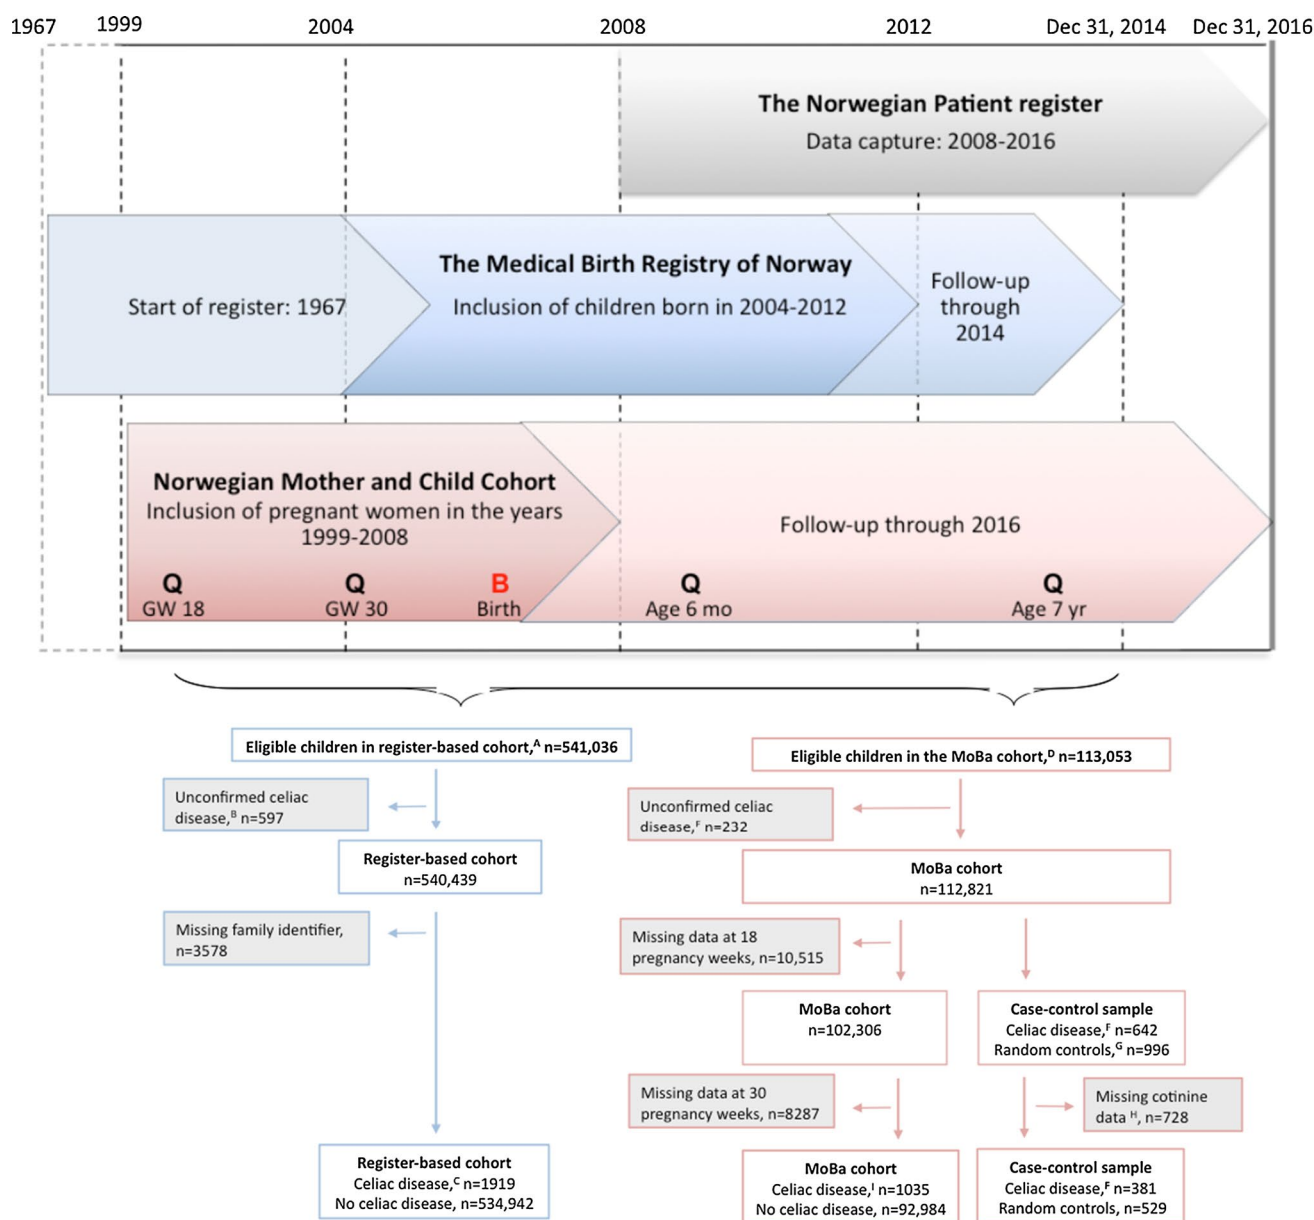 1967 1999 2004 2008 2012 Dec 31, 2014 Dec 31, 2016
The Norwegian Patient register
Data capture: 2008-2016
The Medical Birth Registry of Norway
Start of register: 1967
Inclusion of children born in 2004-2012
Follow-up
through
2014
Norwegian Mother and Child Cohort
Inclusion of pregnant women in the years
1999-2008
Follow-up through 2016
Q
GW 18
Q
GW 30
B
Birth
Q
Age 6 mo
Q
Age 7 yr
Eligible children in register-based cohort,A n=541,036
Unconfirmed celiac
disease,B n=597
Register-based cohort
n=540,439
Missing family identifier,
n=3578
Register-based cohort
Celiac disease,C n=1919
No celiac disease, n=534,942
Eligible children in the MoBa cohort,D n=113,053
Unconfirmed celiac
disease,F n=232
MoBa cohort
n=112,821
Missing data at 18
pregnancy weeks, n=10,515
MoBa cohort
n=102,306
Case-control sample
Celiac disease,F n=642
Random controls,G n=996
Missing data at 30
pregnancy weeks, n=8287
Missing cotinine
data H, n=728
MoBa cohort
Celiac disease,I n=1035
No celiac disease, n=92,984
Case-control sample
Celiac disease,F n=381
Random controls, n=529